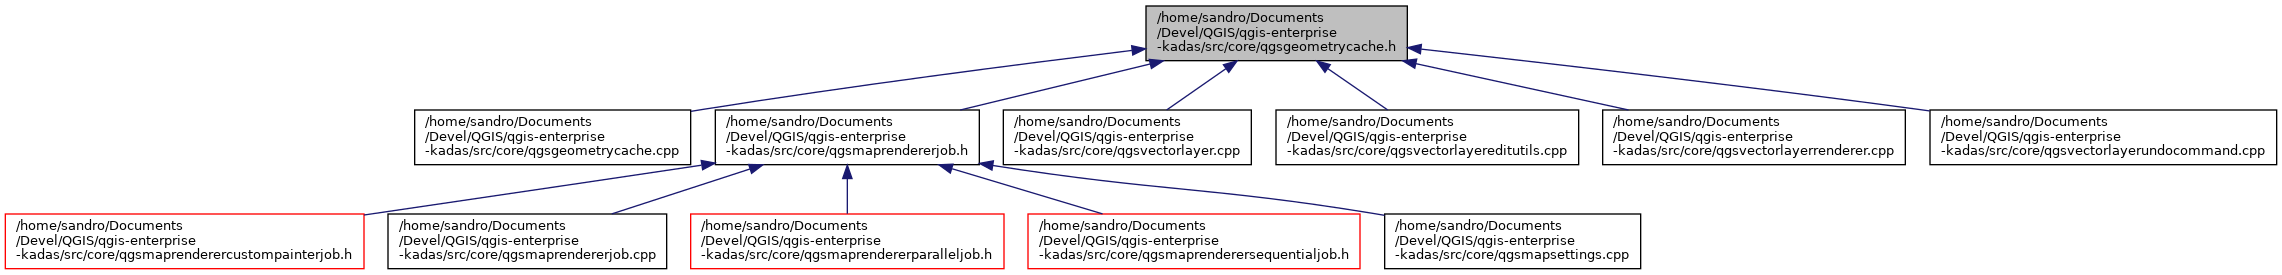 /home/sandro/Documents
/Devel/QGIS/qgis-enterprise
-kadas/src/core/qgsgeometrycache.h
/home/sandro/Documents
/Devel/QGIS/qgis-enterprise
-kadas/src/core/qgsgeometrycache.cpp
/home/sandro/Documents
/Devel/QGIS/qgis-enterprise
-kadas/src/core/qgsmaprendererjob.h
/home/sandro/Documents
/Devel/QGIS/qgis-enterprise
-kadas/src/core/qgsvectorlayer.cpp
/home/sandro/Documents
/Devel/QGIS/qgis-enterprise
-kadas/src/core/qgsvectorlayereditutils.cpp
/home/sandro/Documents
/Devel/QGIS/qgis-enterprise
-kadas/src/core/qgsvectorlayerrenderer.cpp
/home/sandro/Documents
/Devel/QGIS/qgis-enterprise
-kadas/src/core/qgsvectorlayerundocommand.cpp
/home/sandro/Documents
/Devel/QGIS/qgis-enterprise
-kadas/src/core/qgsmaprenderercustompainterjob.h
/home/sandro/Documents
/Devel/QGIS/qgis-enterprise
-kadas/src/core/qgsmaprendererjob.cpp
/home/sandro/Documents
/Devel/QGIS/qgis-enterprise
-kadas/src/core/qgsmaprendererparalleljob.h
/home/sandro/Documents
/Devel/QGIS/qgis-enterprise
-kadas/src/core/qgsmaprenderersequentialjob.h
/home/sandro/Documents
/Devel/QGIS/qgis-enterprise
-kadas/src/core/qgsmapsettings.cpp